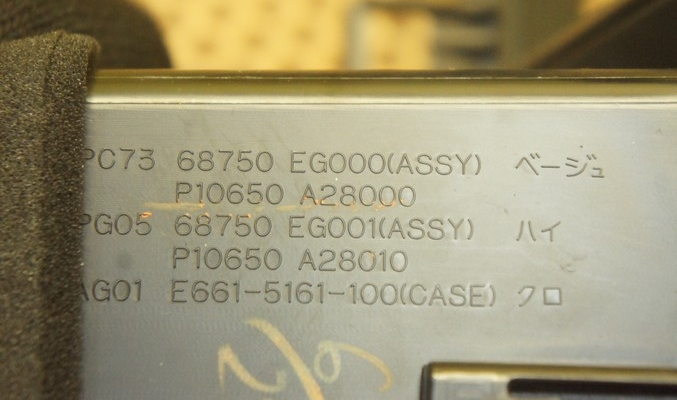 PC73 68750 EG000(ASSY) ベージュ
P10650 A28000
PG05 68750 EG001(ASSY) ハイ
P10650 A28010
AG01 E661-5161-100(CASE) クロ